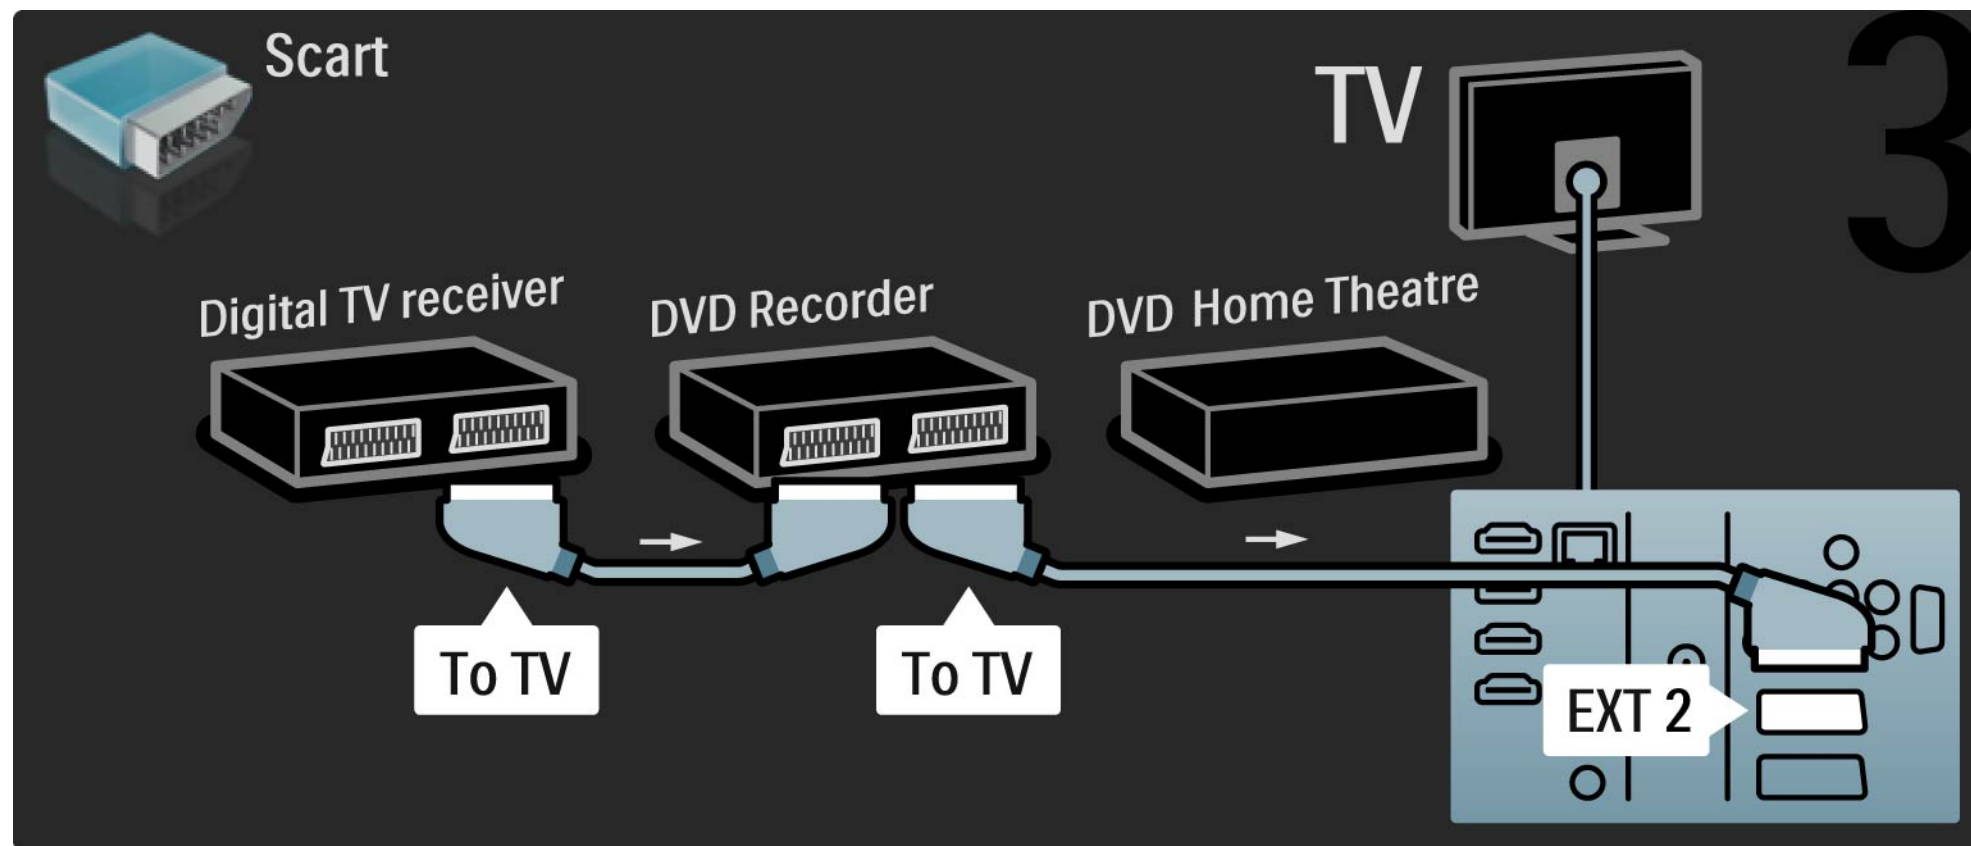 Scart
TV
3
Digital TV receiver
DVD Recorder
DVD Home Theatre
To TV
To TV
EXT 2